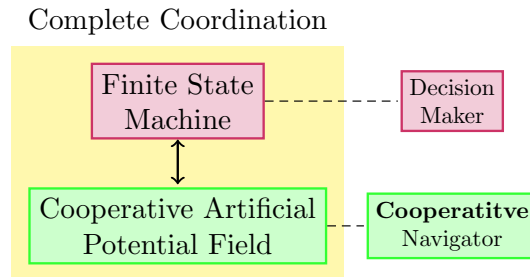 Complete Coordination
Finite State
Machine
Decision
Maker
Cooperative Artificial
Potential Field
Cooperatitve
Navigator